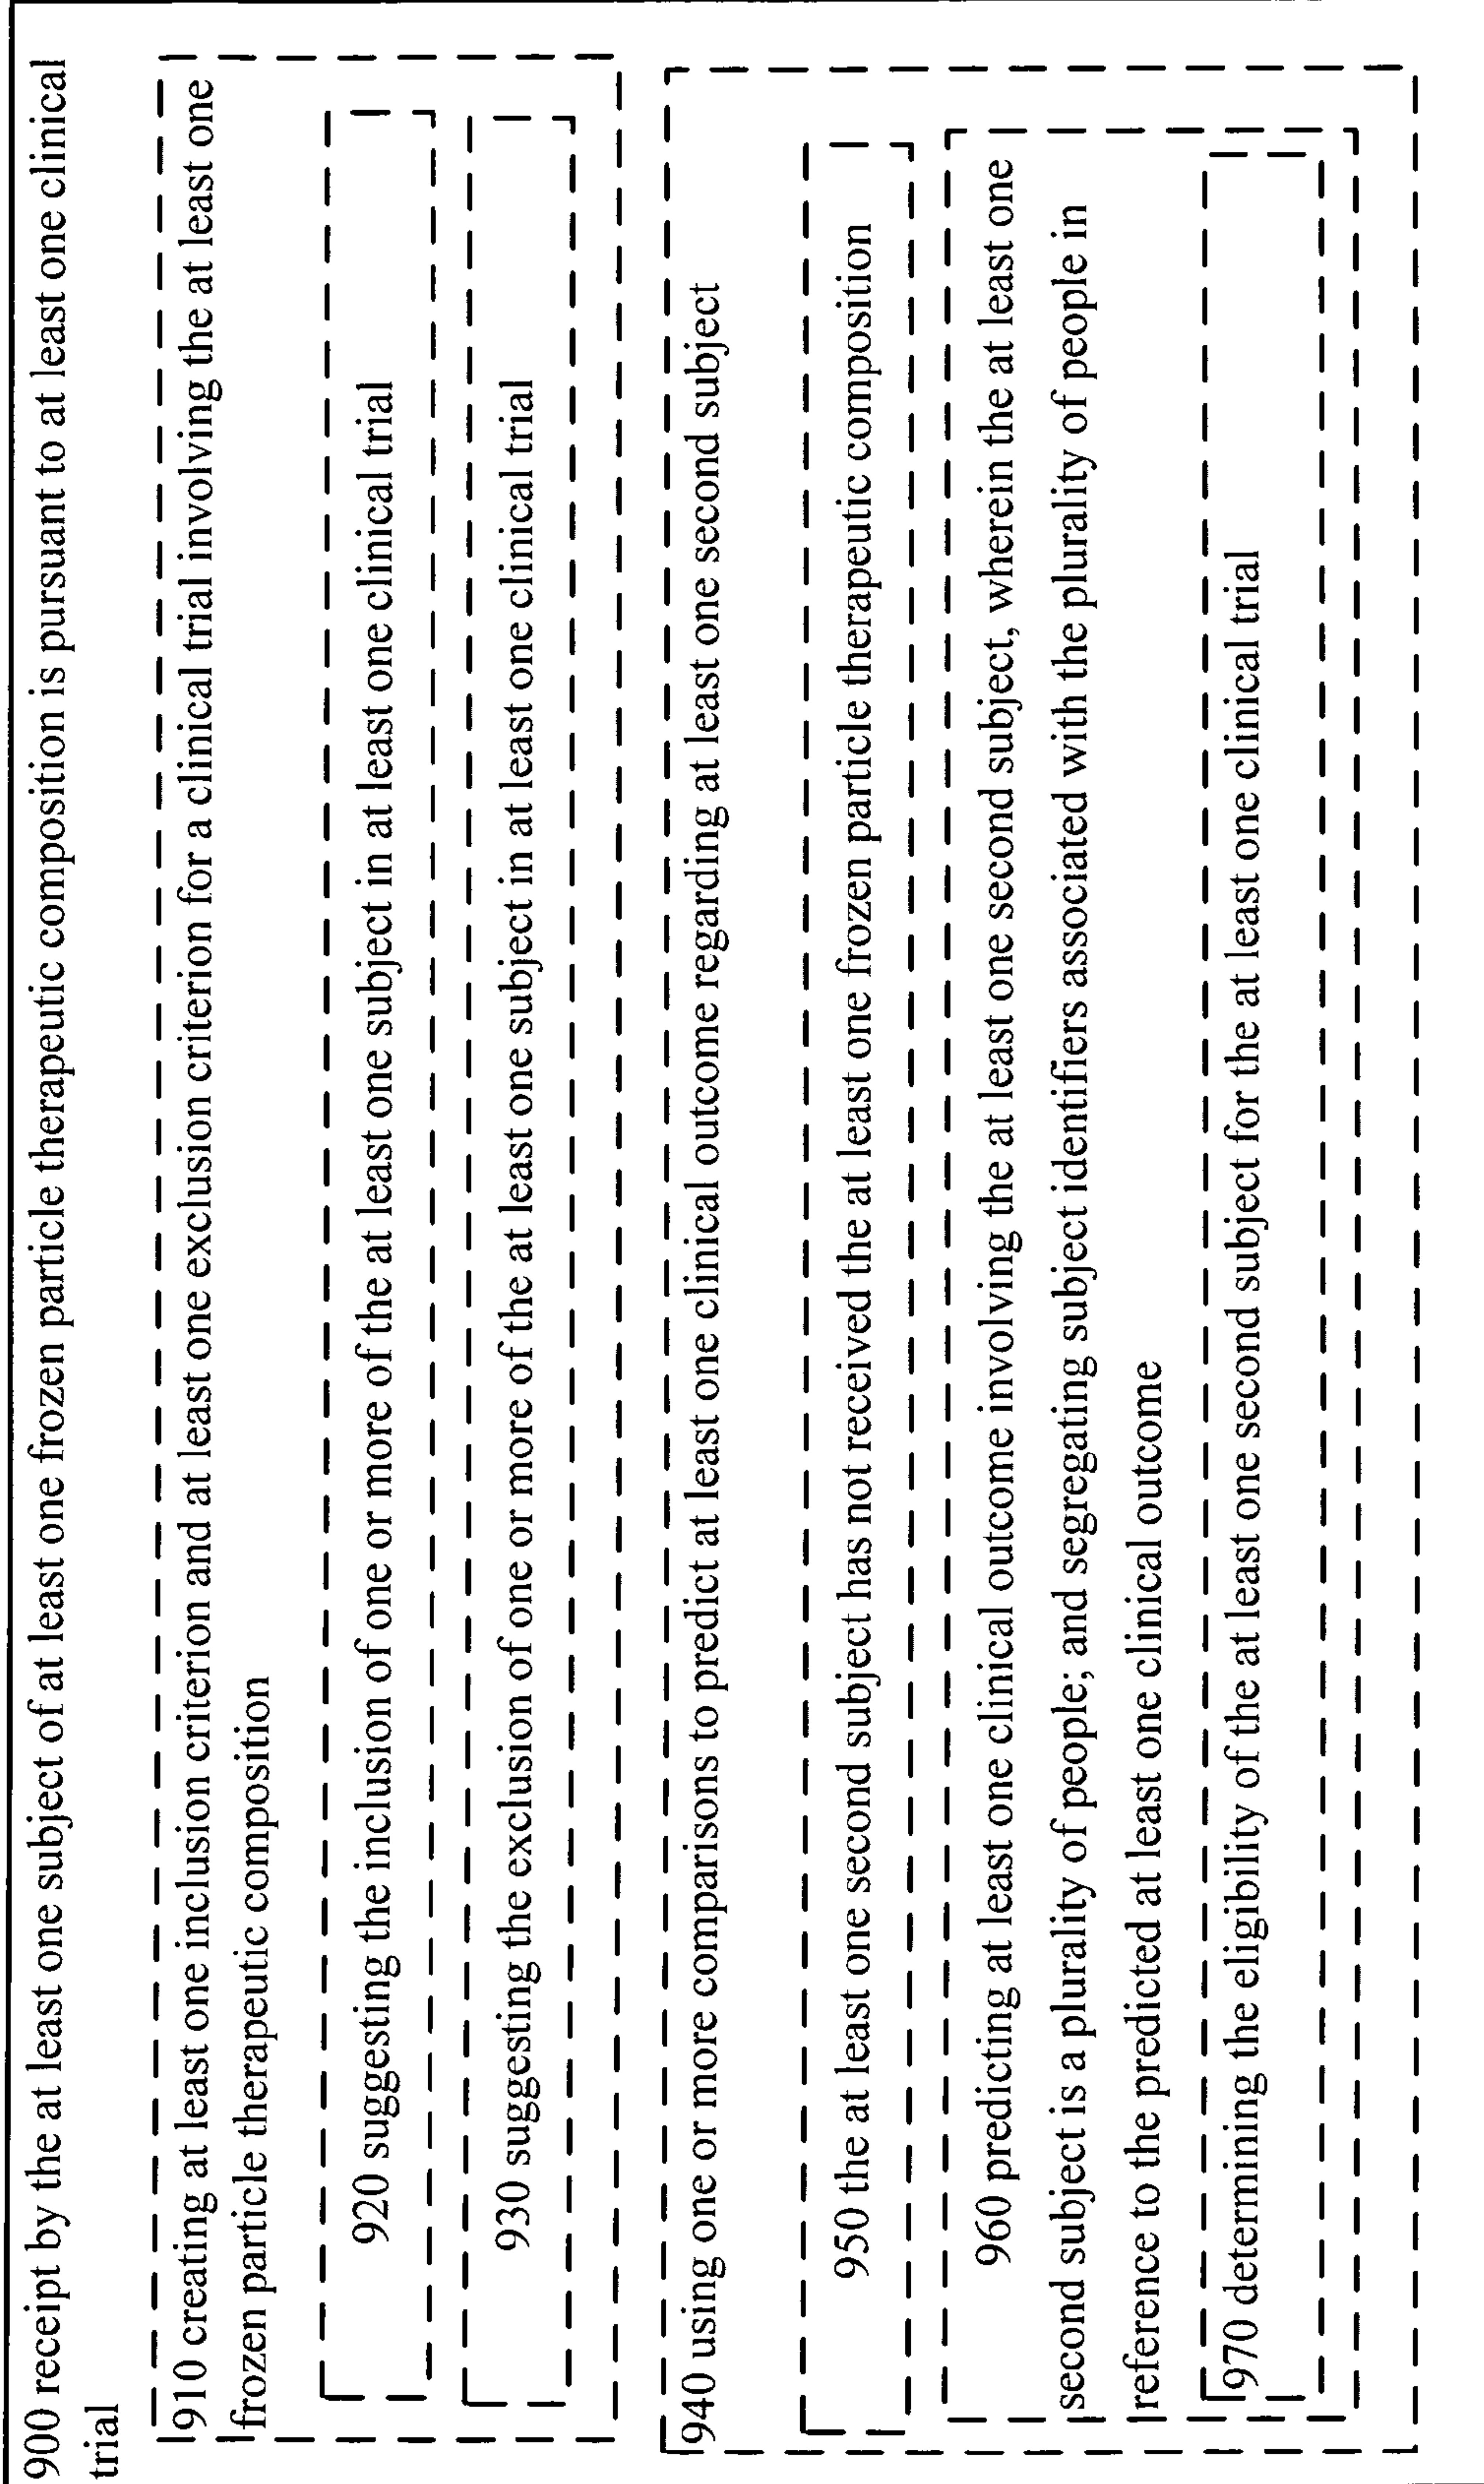 900 receipt by the at least one subject of at least one frozen particle therapeutic composition is pursuant to at least one clinical
trial
910 creating at least one inclusion criterion and at least one exclusion criterion for a clinical trial involving the at least one
frozen particle therapeutic composition
920 suggesting the inclusion of one or more of the at least one subject in at least one clinical trial
930 suggesting the exclusion of one or more of the at least one subject in at least one clinical trial
940 using one or more comparisons to predict at least one clinical outcome regarding at least one second subject
950 the at least one second subject has not received the at least one frozen particle therapeutic composition
960 predicting at least one clinical outcome involving the at least one second subject, wherein the at least one
second subject is a plurality of people; and segregating subject identifiers associated with the plurality of people in
reference to the predicted at least one clinical outcome
970 determining the eligibility of the at least one second subject for the at least one clinical trial